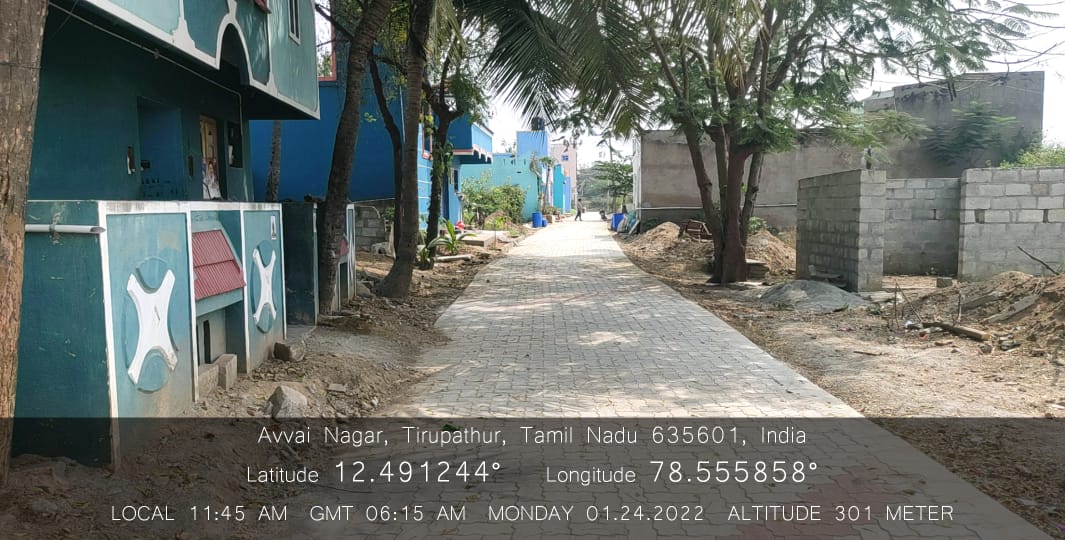 Avvai Nagar, Tirupathur, Tamil Nadu 635601, India
Latitude 12.491244° Longitude 78.555858°
LOCAL 11:45 AM GMT 06:15 AM MONDAY 01.24.2022 ALTITUDE 301 METER